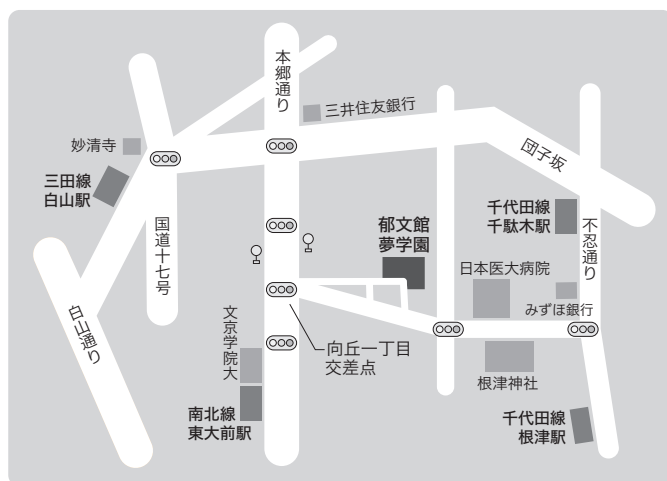 本郷通り
三井住友銀行
妙清寺
団子坂
三田線
白山駅
国道十七号
郁文館
夢学園
千代田線
千駄木駅
不忍通り
日本医大病院
みずほ銀行
白山通り
文京学院大
向丘一丁目
交差点
根津神社
南北線
東大前駅
千代田線
根津駅